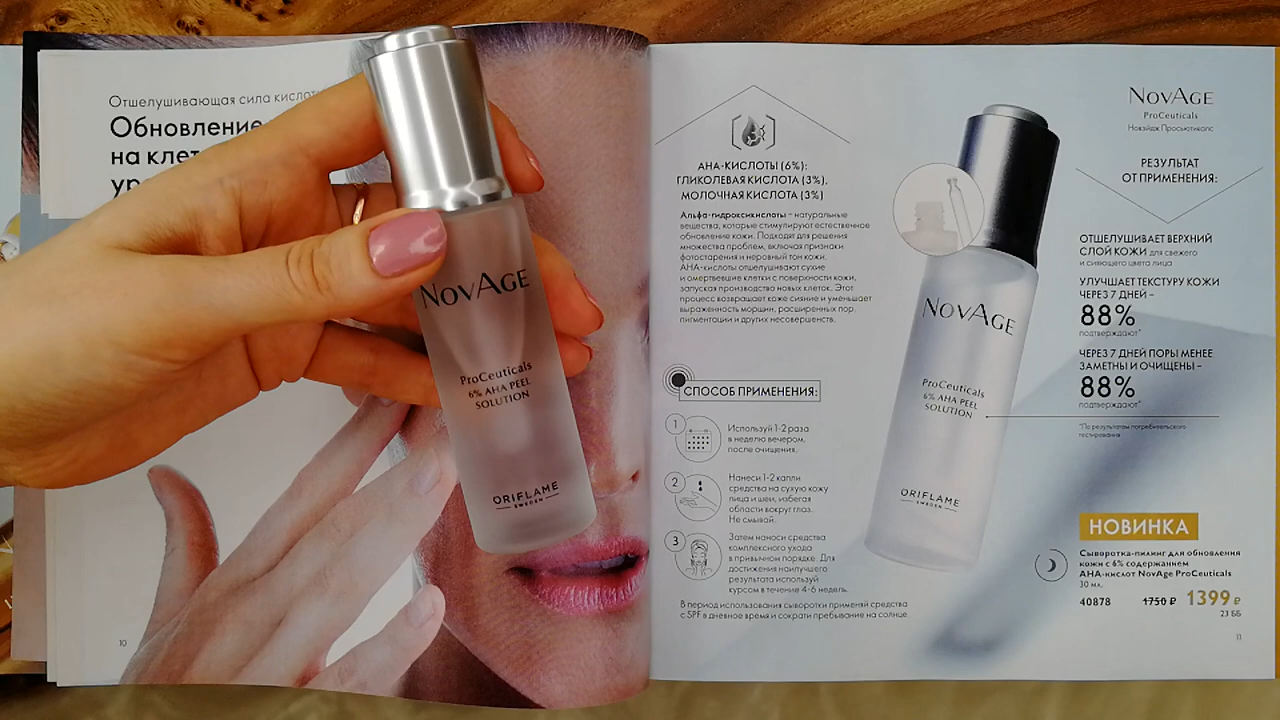 Отшелушивающая сила кислот
Обновление
на клет
ур
NOVAGE
ProCeuticals
6% AHA PEEL
SOLUTION
ORIFLAME
SWEDEN
10
АНА-КИСЛОТЫ (6%):
ГЛИКОЛЕВАЯ КИСЛОТА (3%),
МОЛОЧНАЯ КИСЛОТА (3%)
Альфа-гидроксикислоты – натуральные
вещества, которые стимулируют естественное
обновление кожи. Подходят для решения
множества проблем, включая признаки
фотостарения и неровный тон кожи.
АНА-кислоты отшелушивают сухие
и омертвевшие клетки с поверхности кожи,
запуская производство новых клеток. Этот
процесс возвращает коже сияние и уменьшает
выраженность морщин, расширенных пор,
пигментации и других несовершенств.
СПОСОБ ПРИМЕНЕНИЯ:
1
Используй 1-2 раза
в неделю вечером,
после очищения.
2
Нанеси 1-2 капли
средства на сухую кожу
лица и шеи, избегая
области вокруг глаз.
Не смывай.
3
Затем наноси средства
комплексного ухода
в привычном порядке. Для
достижения наилучшего
результата используй
курсом в течение 4-6 недель.
В период использования сыворотки применяй средства
с SPF в дневное время и сократи пребывание на солнце.
NOVAGE
ProCeuticals
6% AHA PEEL
SOLUTION
ORIFLAME
SWEDEN
NOVAGE
ProCeuticals
Новэйдж Просьютикалс
РЕЗУЛЬТАТ
ОТ ПРИМЕНЕНИЯ:
ОТШЕЛУШИВАЕТ ВЕРХНИЙ
СЛОЙ КОЖИ для свежего
и сияющего цвета лица
УЛУЧШАЕТ ТЕКСТУРУ КОЖИ
ЧЕРЕЗ 7 ДНЕЙ –
88%
подтверждают*
ЧЕРЕЗ 7 ДНЕЙ ПОРЫ МЕНЕЕ
ЗАМЕТНЫ И ОЧИЩЕНЫ –
88%
подтверждают*
*По результатам потребительского
тестирования
НОВИНКА
Сыворотка-пилинг для обновления
кожи с 6% содержанием
АНА-кислот NovAge ProCeuticals
30 мл.
40878 1750 ₽ 1399 ₽
23 ББ
11